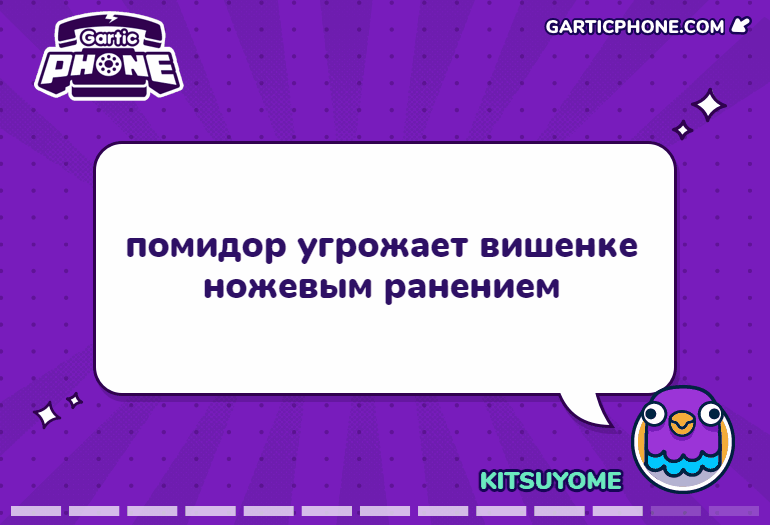 Gartic
PHONE
GARTICPHONE.COM
помидор угрожает вишенке
ножевым ранением
KITSUYOME